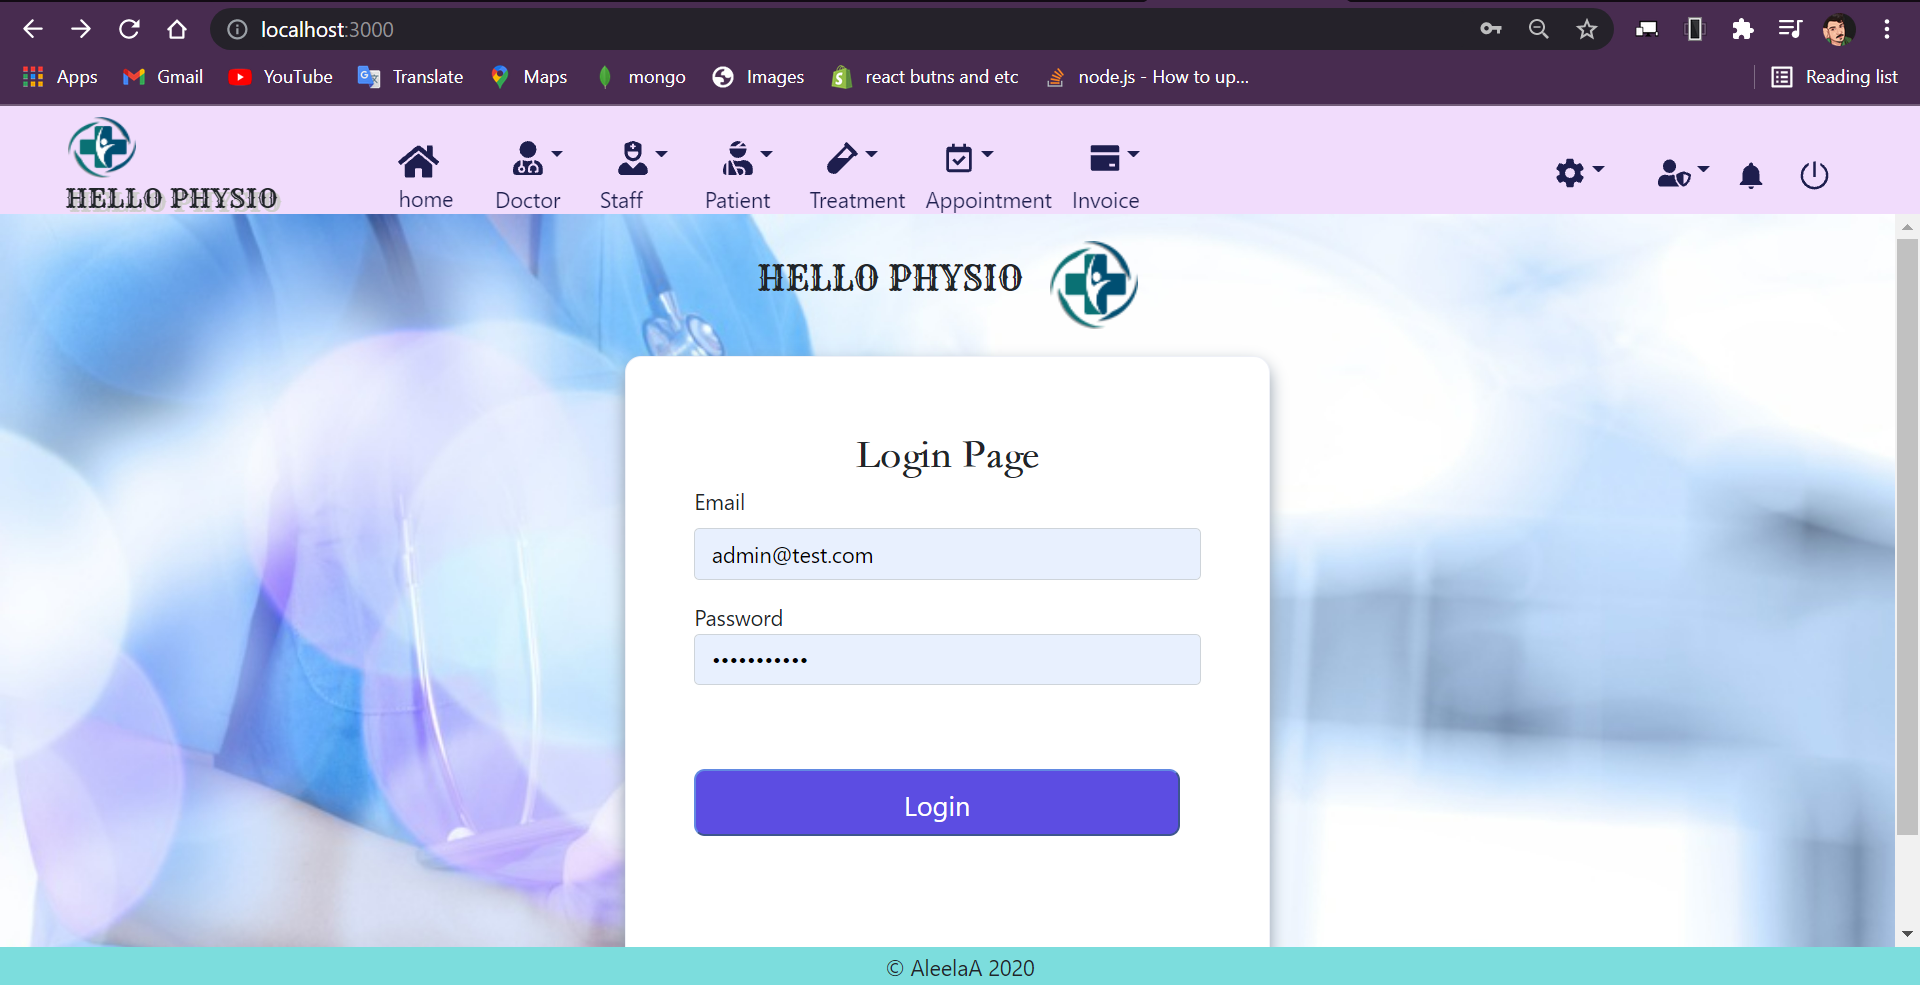 localhost:3000
Apps Gmail YouTube Translate Maps mongo Images react butns and etc node.js - How to up... Reading list
HELLO PHYSIO
home Doctor Staff Patient Treatment Appointment Invoice
HELLO PHYSIO
Login Page
Email
admin@test.com
Password
•••••••••••
Login
© AleelaA 2020